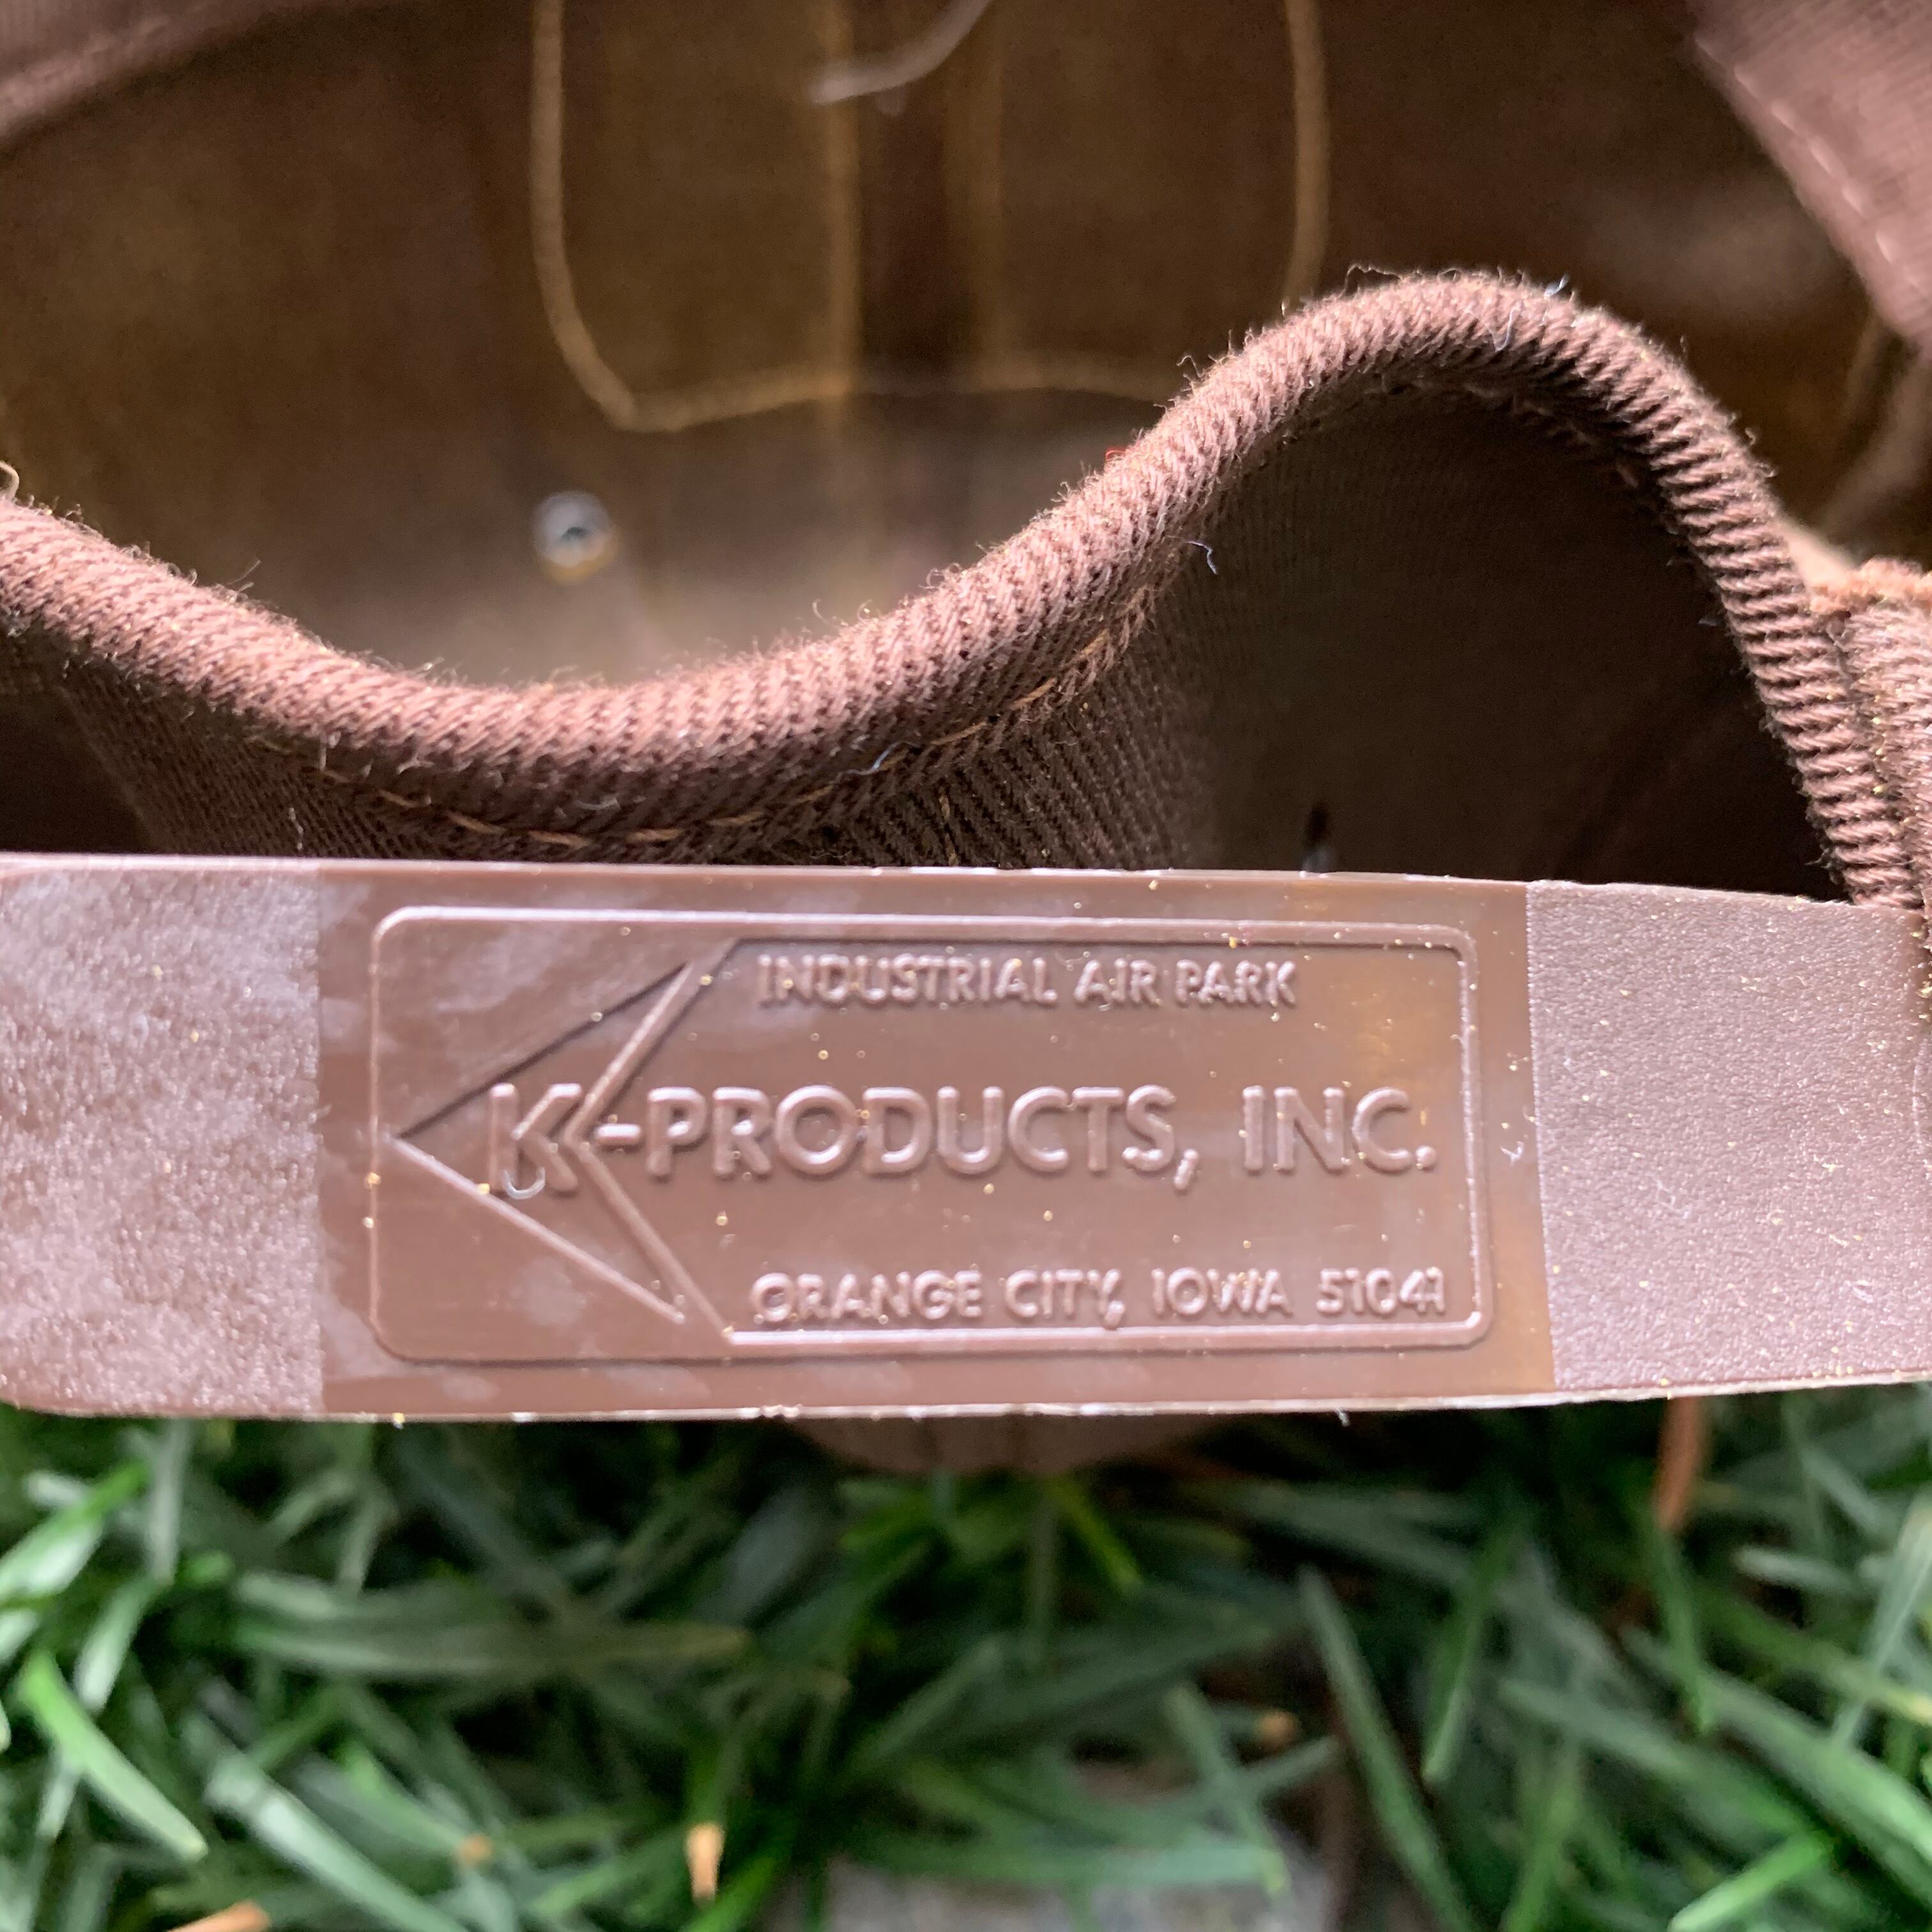 INDUSTRIAL AIR PARK
K-PRODUCTS, INC.
ORANGE CITY, IOWA 51041